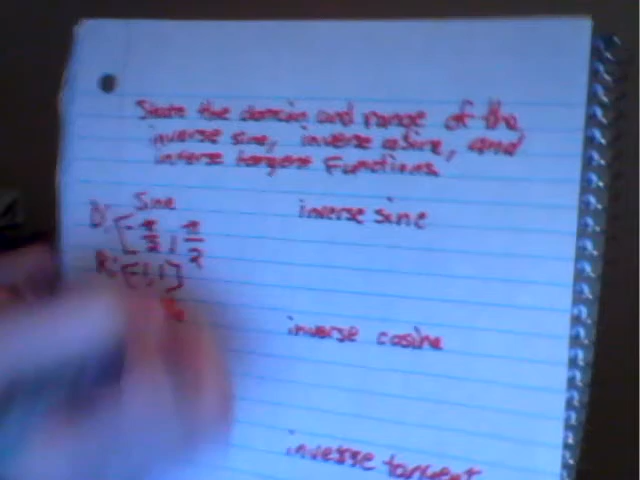 State the domain and range of the
inverse sine, inverse cosine, and
inverse tangent Functions.
Sine
D: [-π/2, π/2
R: [-1, 1]
inverse sine
inverse cosine
inverse tangent